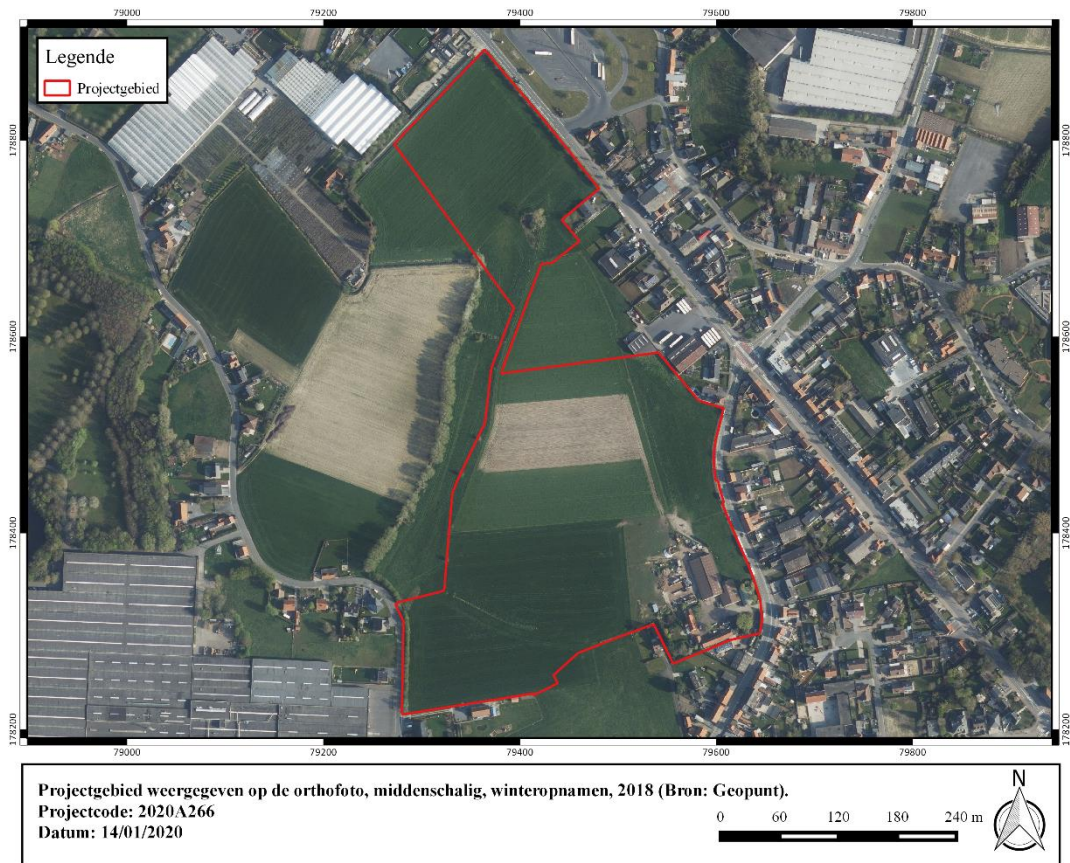 79000 79200 79400 79600 79800
Legende
Projectgebied
178800 178800
178600 178600
178400 178400
178200 178200
79000 79200 79400 79600 79800
Projectgebied weergegeven op de orthofoto, middenschalig, winteropnamen, 2018 (Bron: Geopunt).
Projectcode: 2020A266
Datum: 14/01/2020
0 60 120 180 240 m
N